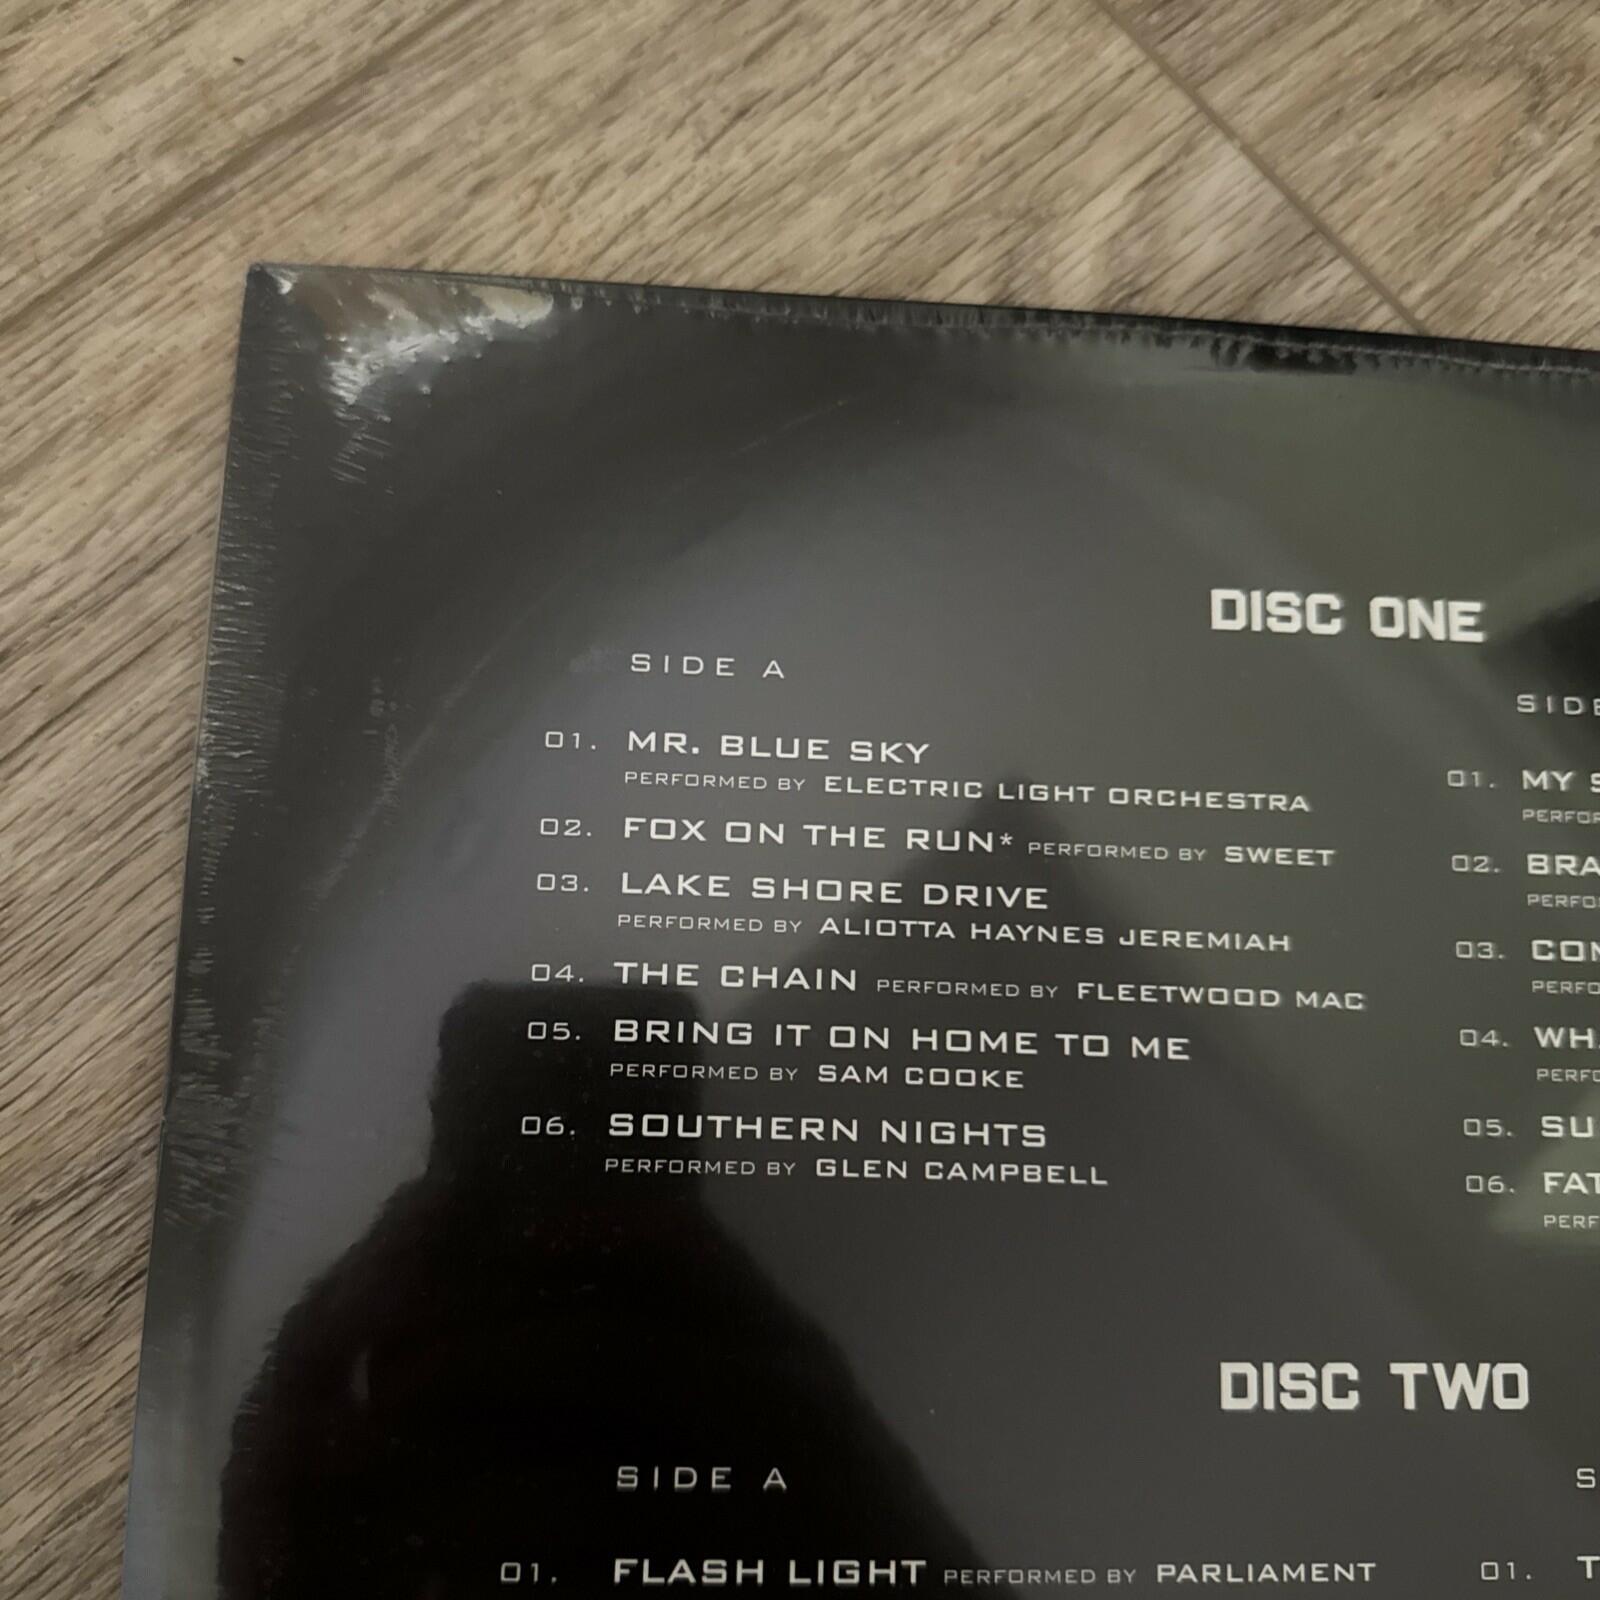 DISC ONE
SIDE A
01. MR. BLUE SKY
PERFORMED BY ELECTRIC LIGHT ORCHESTRA
02. FOX ON THE RUN* PERFORMED BY SWEET
03. LAKE SHORE DRIVE
PERFORMED BY ALIOTTA HAYNES JEREMIAH
04. THE CHAIN PERFORMED BY FLEETWOOD MAC
05. BRING IT ON HOME TO ME
PERFORMED BY SAM COOKE
06. SOUTHERN NIGHTS
PERFORMED BY GLEN CAMPBELL
01. MY
02.
03.
04.
05.
06.
DISC TWO
SIDE A
01. FLASH LIGHT PERFORMED BY PARLIAMENT
01.